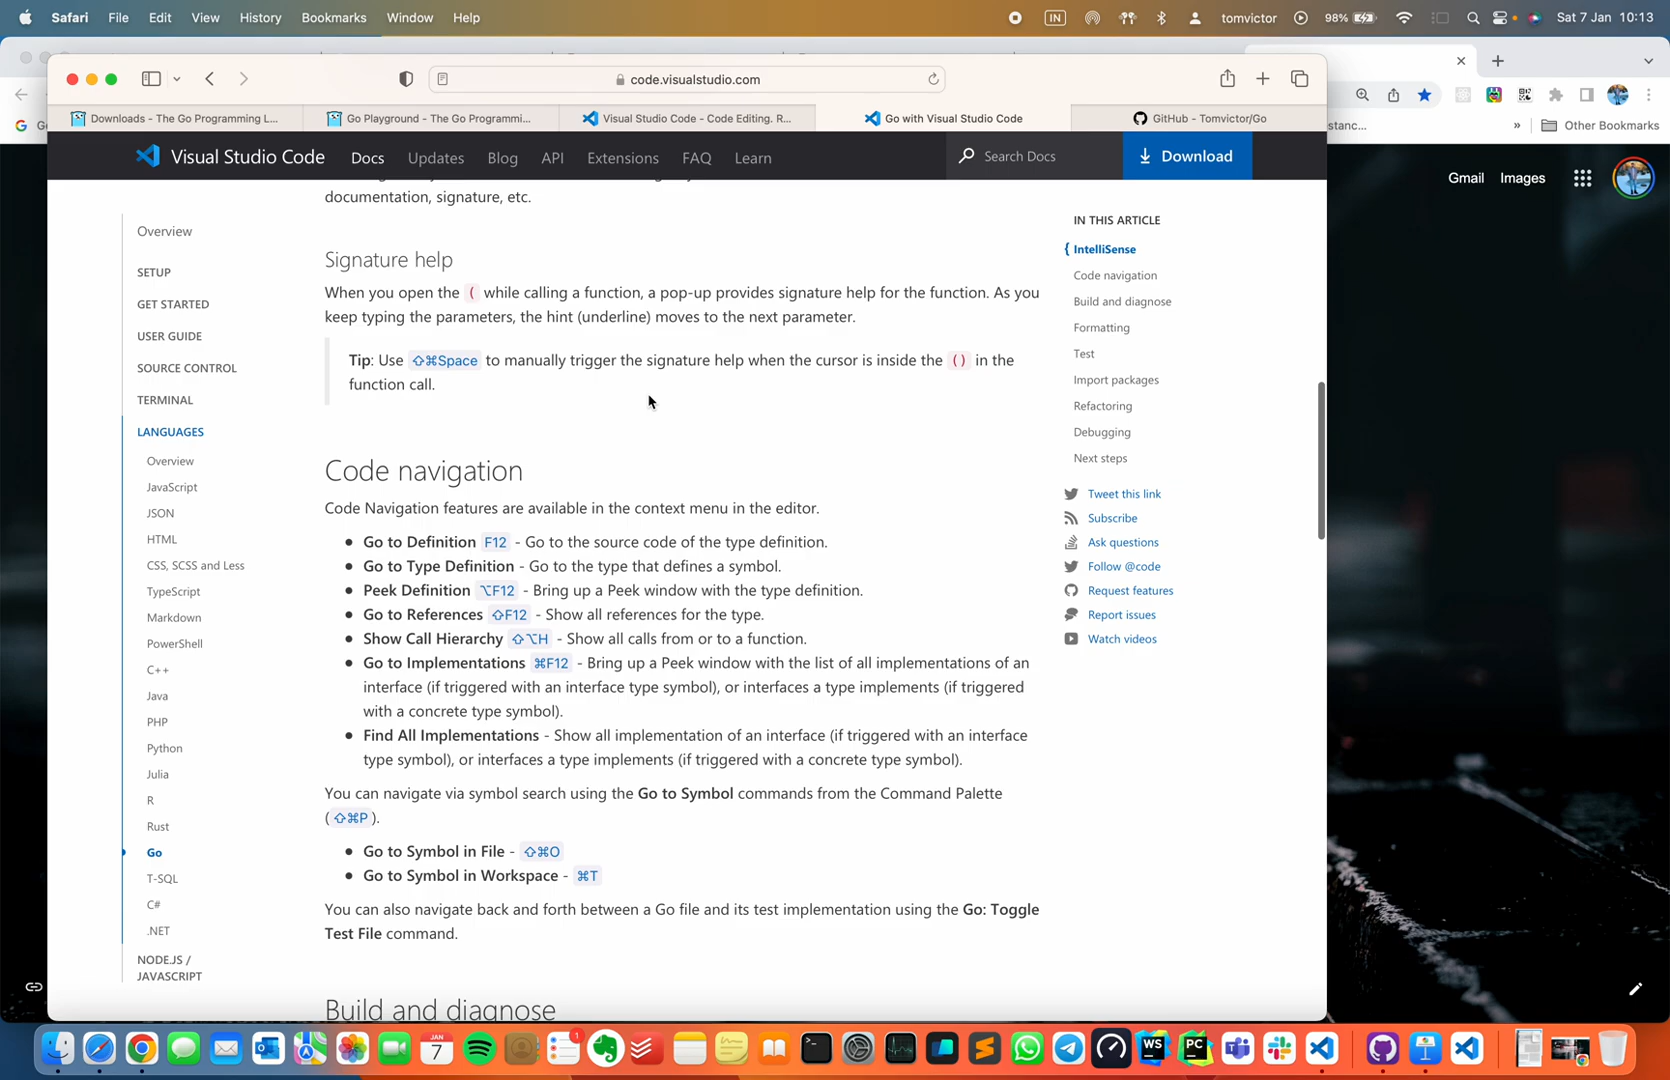 Safari File Edit View History Bookmarks Window Help
IN
tomvictor
98%
Sat 7 Jan 10:13
code.visualstudio.com
Downloads - The Go Programming L...
Go Playground - The Go Programmi...
Visual Studio Code - Code Editing. R...
Go with Visual Studio Code
GitHub - Tomvictor/Go
stanc...
»
Other Bookmarks
Gmail Images
Visual Studio Code Docs Updates Blog API Extensions FAQ Learn
Search Docs
Download
Overview
SETUP
GET STARTED
USER GUIDE
SOURCE CONTROL
TERMINAL
LANGUAGES
Overview
JavaScript
JSON
HTML
CSS, SCSS and Less
TypeScript
Markdown
PowerShell
C++
Java
PHP
Python
Julia
R
Rust
Go
T-SQL
C#
.NET
NODE.JS /
JAVASCRIPT
documentation, signature, etc.
Signature help
When you open the ( while calling a function, a pop-up provides signature help for the function. As you
keep typing the parameters, the hint (underline) moves to the next parameter.
Tip: Use ⇧⌘Space to manually trigger the signature help when the cursor is inside the () in the
function call.
Code navigation
Code Navigation features are available in the context menu in the editor.
• Go to Definition F12 - Go to the source code of the type definition.
• Go to Type Definition - Go to the type that defines a symbol.
• Peek Definition ⌥F12 - Bring up a Peek window with the type definition.
• Go to References ⇧F12 - Show all references for the type.
• Show Call Hierarchy ⇧⌥H - Show all calls from or to a function.
• Go to Implementations ⌘F12 - Bring up a Peek window with the list of all implementations of an
interface (if triggered with an interface type symbol), or interfaces a type implements (if triggered
with a concrete type symbol).
• Find All Implementations - Show all implementation of an interface (if triggered with an interface
type symbol), or interfaces a type implements (if triggered with a concrete type symbol).
You can navigate via symbol search using the Go to Symbol commands from the Command Palette
(⇧⌘P).
• Go to Symbol in File - ⇧⌘O
• Go to Symbol in Workspace - ⌘T
You can also navigate back and forth between a Go file and its test implementation using the Go: Toggle
Test File command.
Build and diagnose
IN THIS ARTICLE
IntelliSense
Code navigation
Build and diagnose
Formatting
Test
Import packages
Refactoring
Debugging
Next steps
Tweet this link
Subscribe
Ask questions
Follow @code
Request features
Report issues
Watch videos
JAN
7
1
WS
PC